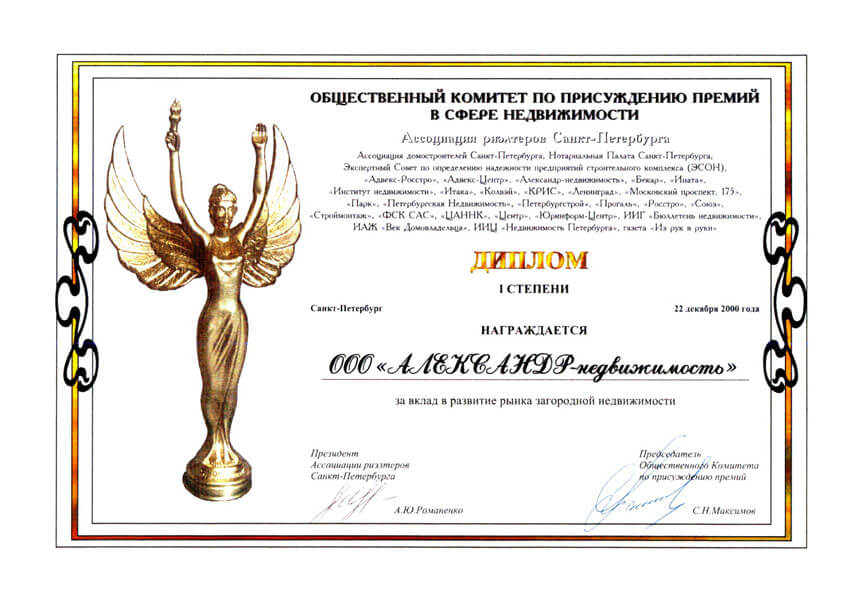 ОБЩЕСТВЕННЫЙ КОМИТЕТ ПО ПРИСУЖДЕНИЮ ПРЕМИЙ
В СФЕРЕ НЕДВИЖИМОСТИ
Ассоциация риэлтеров Санкт-Петербурга
Ассоциация домостроителей Санкт-Петербурга, Нотариальная Палата Санкт-Петербурга,
Экспертный Совет по определению надежности предприятий строительного комплекса (ЭСОН),
«Адвекс-Росстро», «Адвекс-Центр», «Александр-недвижимость», «Бекар», «Ипата»,
«Институт недвижимости», «Итака», «Колвэй», «КРИС», «Ленинград», «Московский проспект, 175»,
«Парк», «Петербургская Недвижимость», «Петербургстрой», «Прогаль», «Росстро», «Союз»,
«Строймонтаж», «ФСК САС», «ЦАННК», «Центр», «Юринформ-Центр», ИИГ «Бюллетень недвижимости»,
ИАЖ «Век Домовладельца», ИИЦ «Недвижимость Петербурга», газета «Из рук в руки»
ДИПЛОМ
I СТЕПЕНИ
Санкт-Петербург 22 декабря 2000 года
НАГРАЖДАЕТСЯ
ООО «АЛЕКСАНДР-недвижимость»
за вклад в развитие рынка загородной недвижимости
Президент
Ассоциации риэлтеров
Санкт-Петербурга
А.Ю.Романенко
Председатель
Общественного Комитета
по присуждению премий
С.Н.Максимов